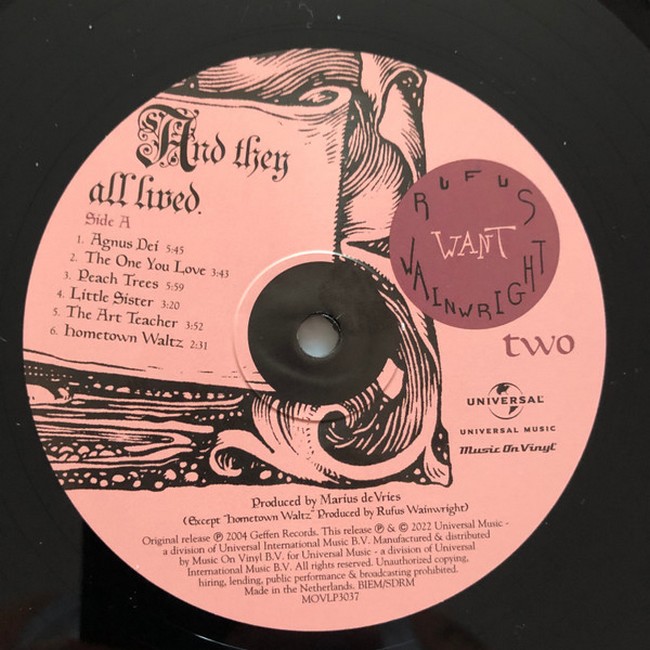 And they
all lived.
Side A
1. Agnus Dei 5:45
2. The One You Love 3:43
3. Peach Trees 5:59
4. Little Sister 3:20
5. The Art Teacher 3:52
6. Hometown Waltz 2:31
RUFUS
WANT
WAINWRIGHT
two
UNIVERSAL
UNIVERSAL MUSIC
Music On Vinyl
Produced by Marius de Vries
(Except "Hometown Waltz" Produced by Rufus Wainwright)
Original release ℗ 2004 Geffen Records. This release ℗ & © 2022 Universal Music -
a division of Universal International Music B.V. Manufactured & distributed
by Music On Vinyl B.V. for Universal Music - a division of Universal
International Music B.V. All rights reserved. Unauthorized copying,
hiring, lending, public performance & broadcasting prohibited.
Made in the Netherlands. BIEM/SDRM
MOVLP3037